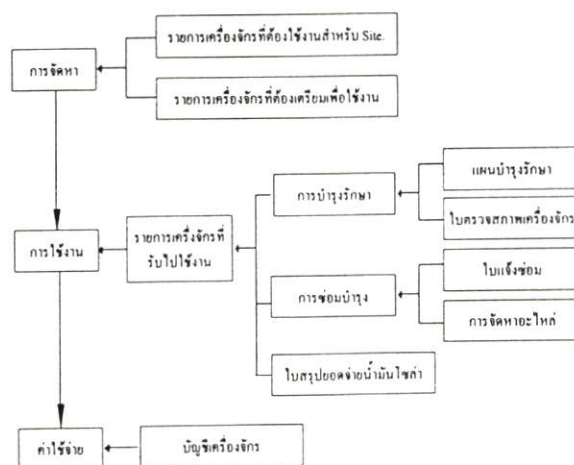 รายการเครื่องจักรที่ต้องใช้งานสำหรับ Site.
การจัดหา
รายการเครื่องจักรที่ต้องเตรียมเพื่อใช้งาน
แผนบำรุงรักษา
การบำรุงรักษา
ใบตรวจสภาพเครื่องจักร
รายการเครึ่งจักรที่
รับไปใช้งาน
การใช้งาน
ใบแจ้งซ่อม
การซ่อมบำรุง
การจัดหาอะไหล่
ใบสรุปยอดจ่ายน้ำมันโซล่า
ค่าใช้จ่าย
บัญชีเครื่องจักร